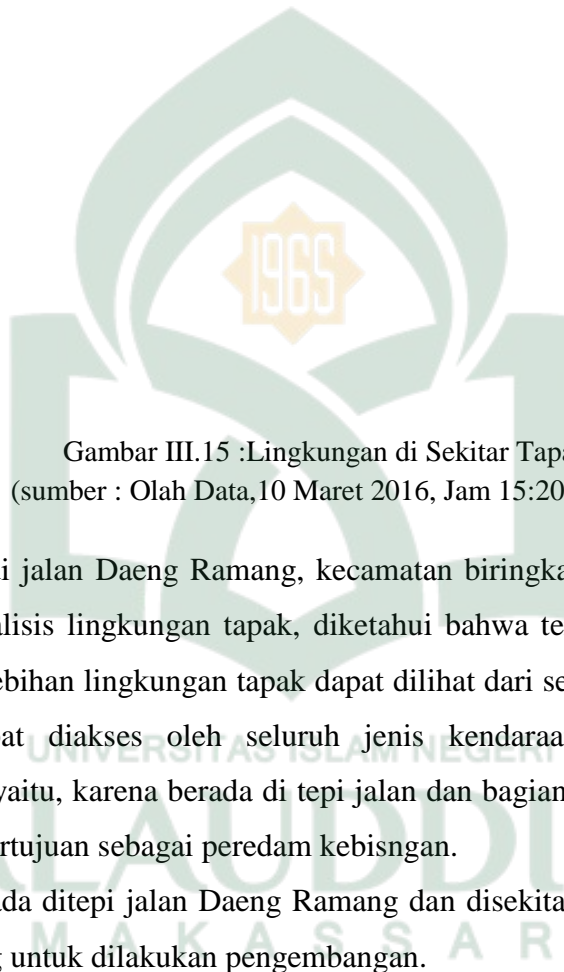 1965
Gambar III.15 :Lingkungan di Sekitar Tapa
(sumber : Olah Data,10 Maret 2016, Jam 15:20
i jalan Daeng Ramang, kecamatan biringka
alisis lingkungan tapak, diketahui bahwa te
ebihan lingkungan tapak dapat dilihat dari se
at diakses oleh seluruh jenis kendaraa
UNIVERSITAS ISLAM NEGERI
yaitu, karena berada di tepi jalan dan bagian
ALAUDD
ertujuan sebagai peredam kebisngan.
ada ditepi jalan Daeng Ramang dan disekita
M A K A S S A R
g untuk dilakukan pengembangan.